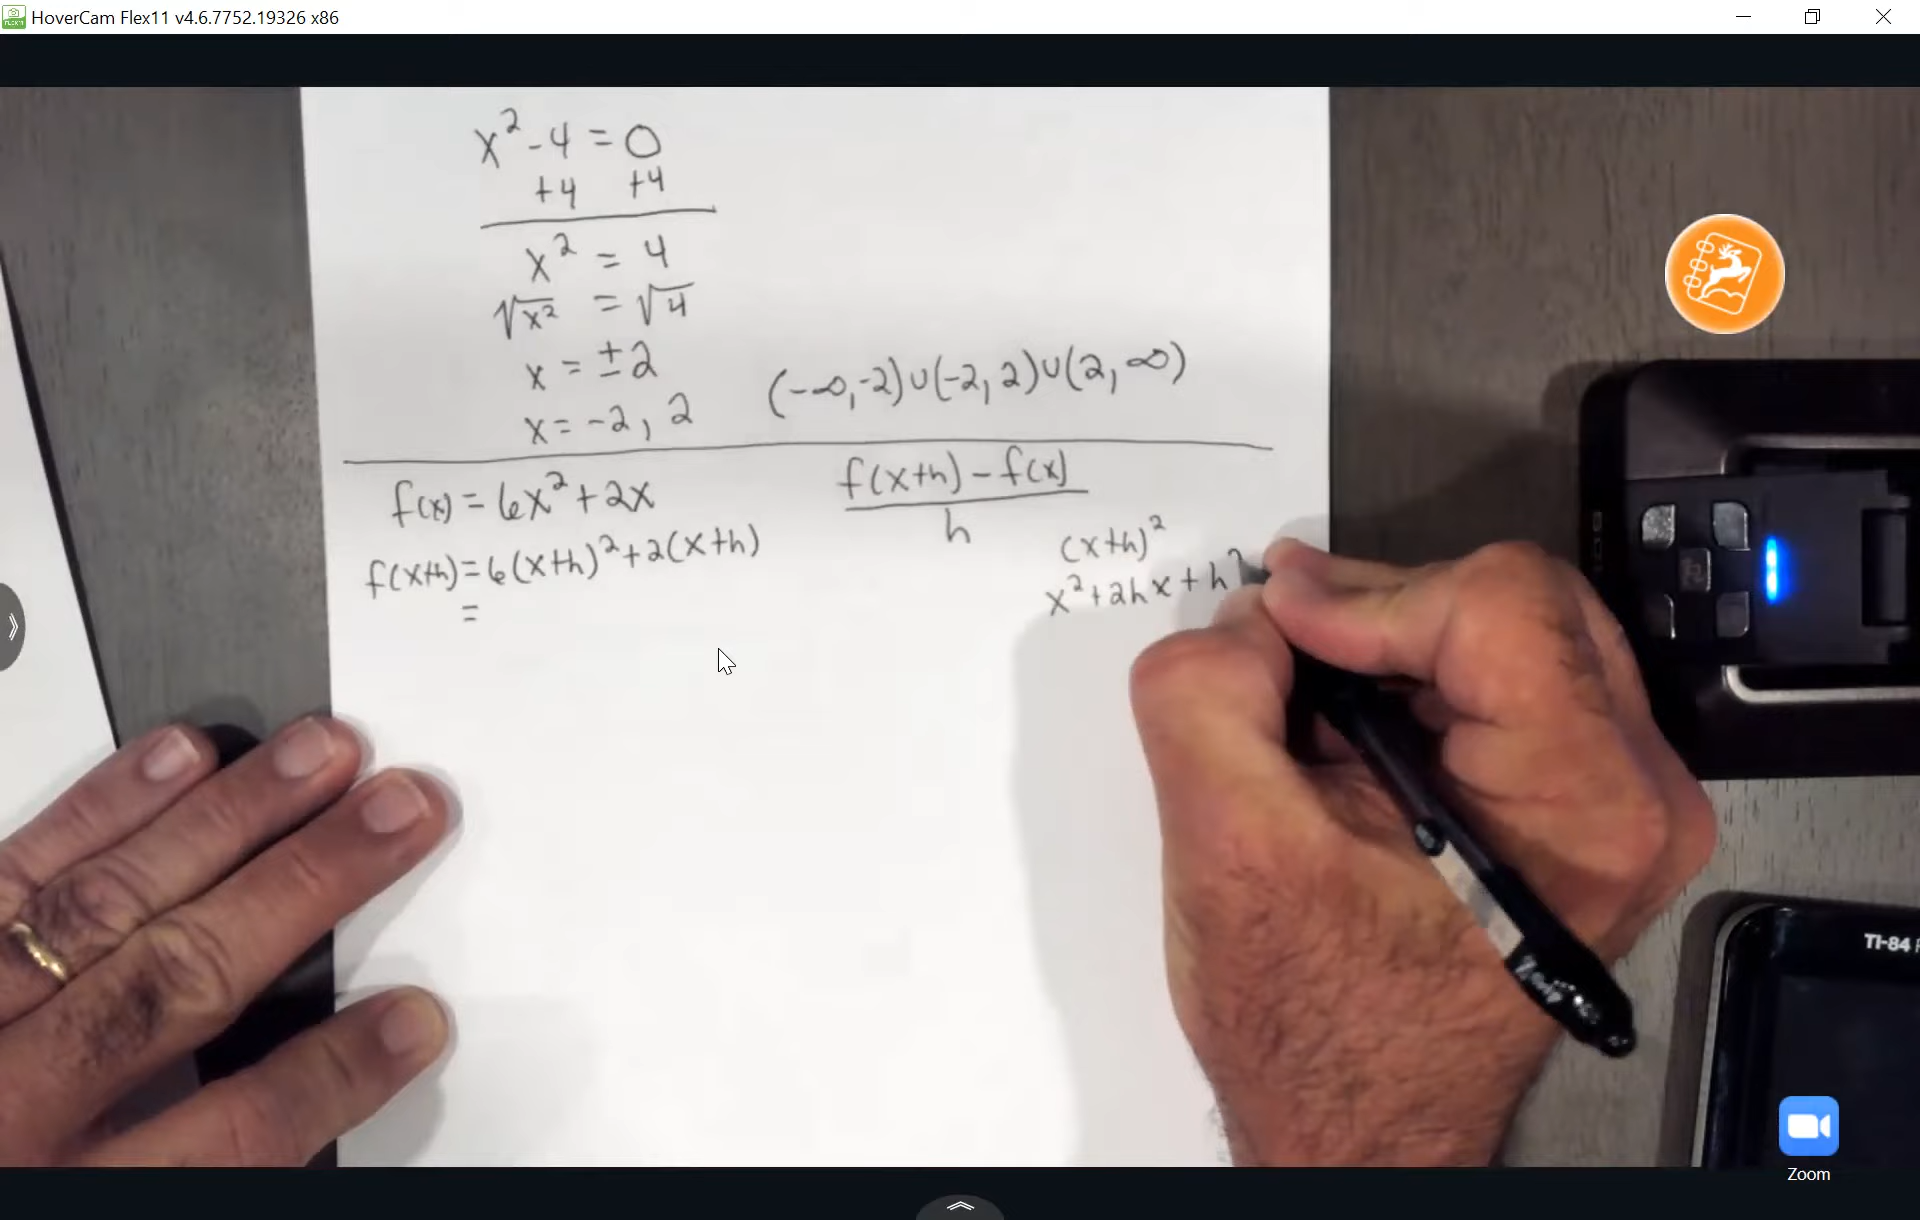 HoverCam Flex11 v4.6.7752.19326 x86
x² - 4 = 0
+4 +4
x² = 4
√x² = √4
x = ±2
x = -2, 2
(-∞, -2) ∪ (-2, 2) ∪ (2, ∞)
f(x) = 6x² + 2x
f(x+h) - f(x)
h
f(x+h) = 6(x+h)² + 2(x+h)
=
(x+h)²
x² + 2hx + h²
TI-84
Zoom